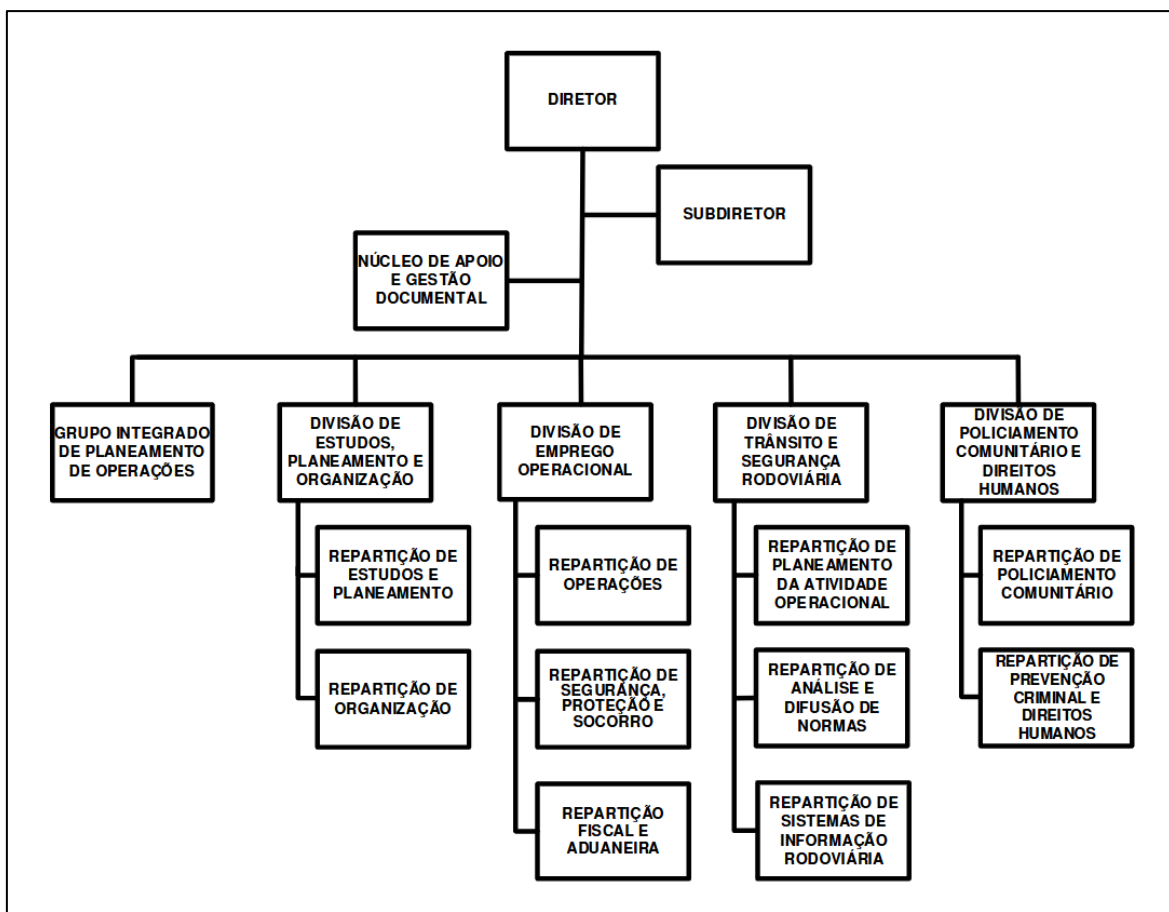 DIRETOR
SUBDIRETOR
NÚCLEO DE APOIO
E GESTÃO
DOCUMENTAL
GRUPO INTEGRADO
DE PLANEAMENTO
DE OPERAÇÕES
DIVISÃO DE
ESTUDOS,
PLANEAMENTO E
ORGANIZAÇÃO
DIVISÃO DE
EMPREGO
OPERACIONAL
DIVISÃO DE
TRÂNSITO E
SEGURANÇA
RODOVIÁRIA
DIVISÃO DE
POLICIAMENTO
COMUNITÁRIO E
DIREITOS
HUMANOS
REPARTIÇÃO DE
ESTUDOS E
PLANEAMENTO
REPARTIÇÃO DE
OPERAÇÕES
REPARTIÇÃO DE
PLANEAMENTO
DA ATIVIDADE
OPERACIONAL
REPARTIÇÃO DE
POLICIAMENTO
COMUNITÁRIO
REPARTIÇÃO DE
ORGANIZAÇÃO
REPARTIÇÃO DE
SEGURANÇA,
PROTEÇÃO E
SOCORRO
REPARTIÇÃO DE
ANÁLISE E
DIFUSÃO DE
NORMAS
REPARTIÇÃO DE
PREVENÇÃO
CRIMINAL E
DIREITOS
HUMANOS
REPARTIÇÃO
FISCAL E
ADUANEIRA
REPARTIÇÃO DE
SISTEMAS DE
INFORMAÇÃO
RODOVIÁRIA